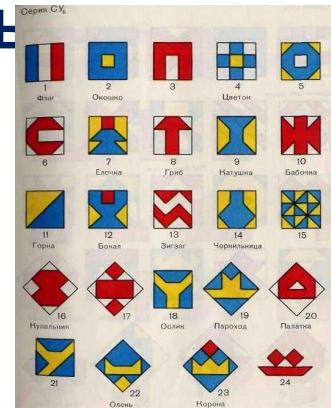 Серия СУ₆
1 2 3 4 5
Флаг Окошко Цветок
6 7 8 9 10
Елочка Гриб Катушка Бабочка
11 12 13 14 15
Горка Бокал Зигзаг Чернильница
16 17 18 19 20
Купальник Ослик Пароход Палатка
21 22 23 24
Олень Корона